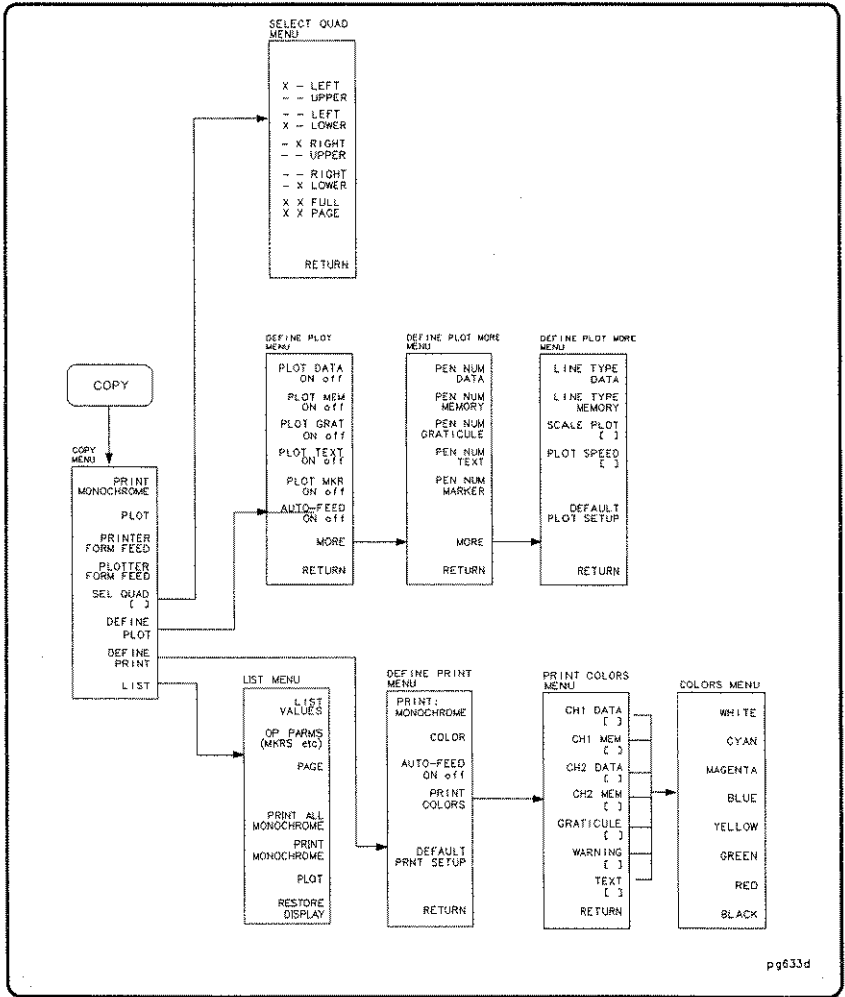 SELECT QUAD
MENU
X - LEFT
- - UPPER
- - LEFT
X - LOWER
- X RIGHT
- - UPPER
- - RIGHT
- X LOWER
X X FULL
X X PAGE
RETURN
COPY
COPY
MENU
PRINT
MONOCHROME
PLOT
PRINTER
FORM FEED
PLOTTER
FORM FEED
SEL QUAD
[ ]
DEFINE
PLOT
DEFINE
PRINT
LIST
DEFINE PLOT
MENU
PLOT DATA
ON off
PLOT MEM
ON off
PLOT GRAT
ON off
PLOT TEXT
ON off
PLOT MKR
ON off
AUTO-FEED
ON off
MORE
RETURN
DEFINE PLOT MORE
MENU
PEN NUM
DATA
PEN NUM
MEMORY
PEN NUM
GRATICULE
PEN NUM
TEXT
PEN NUM
MARKER
MORE
RETURN
DEFINE PLOT MORE
MENU
LINE TYPE
DATA
LINE TYPE
MEMORY
SCALE PLOT
[ ]
PLOT SPEED
[ ]
DEFAULT
PLOT SETUP
RETURN
LIST MENU
LIST
VALUES
OP PARMS
(MKRS etc)
PAGE
PRINT ALL
MONOCHROME
PRINT
MONOCHROME
PLOT
RESTORE
DISPLAY
DEFINE PRINT
MENU
PRINT:
MONOCHROME
COLOR
AUTO-FEED
ON off
PRINT
COLORS
DEFAULT
PRNT SETUP
RETURN
PRINT COLORS
MENU
CH1 DATA
[ ]
CH1 MEM
[ ]
CH2 DATA
[ ]
CH2 MEM
[ ]
GRATICULE
[ ]
WARNING
[ ]
TEXT
[ ]
RETURN
COLORS MENU
WHITE
CYAN
MAGENTA
BLUE
YELLOW
GREEN
RED
BLACK
pg633d